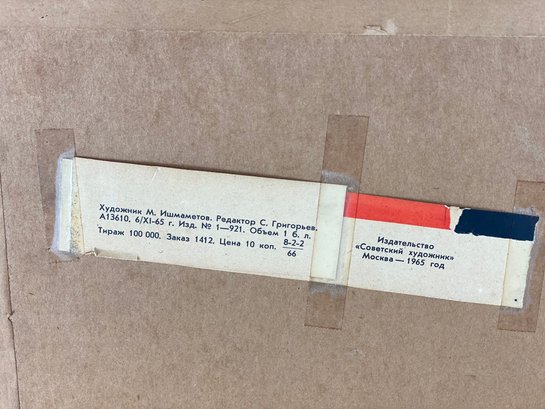 Художник М. Ишмаметов. Редактор С. Григорьев.
А13610. 6/XI-65 г. Изд. № 1—921. Объем 1 б. л.
Тираж 100 000. Заказ 1412. Цена 10 коп. 8-2-2/66
Издательство
«Советский художник»
Москва — 1965 год